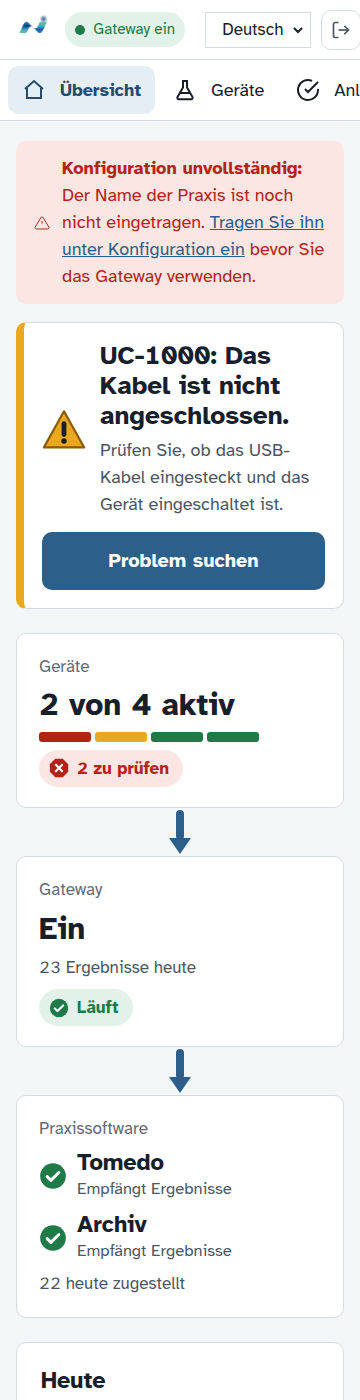 Gateway ein
Deutsch
Übersicht
Geräte
Anl
Konfiguration unvollständig:
Der Name der Praxis ist noch
nicht eingetragen. Tragen Sie ihn
unter Konfiguration ein bevor Sie
das Gateway verwenden.
UC-1000: Das
Kabel ist nicht
angeschlossen.
Prüfen Sie, ob das USB-
Kabel eingesteckt und das
Gerät eingeschaltet ist.
Problem suchen
Geräte
2 von 4 aktiv
2 zu prüfen
Gateway
Ein
23 Ergebnisse heute
Läuft
Praxissoftware
Tomedo
Empfängt Ergebnisse
Archiv
Empfängt Ergebnisse
22 heute zugestellt
Heute